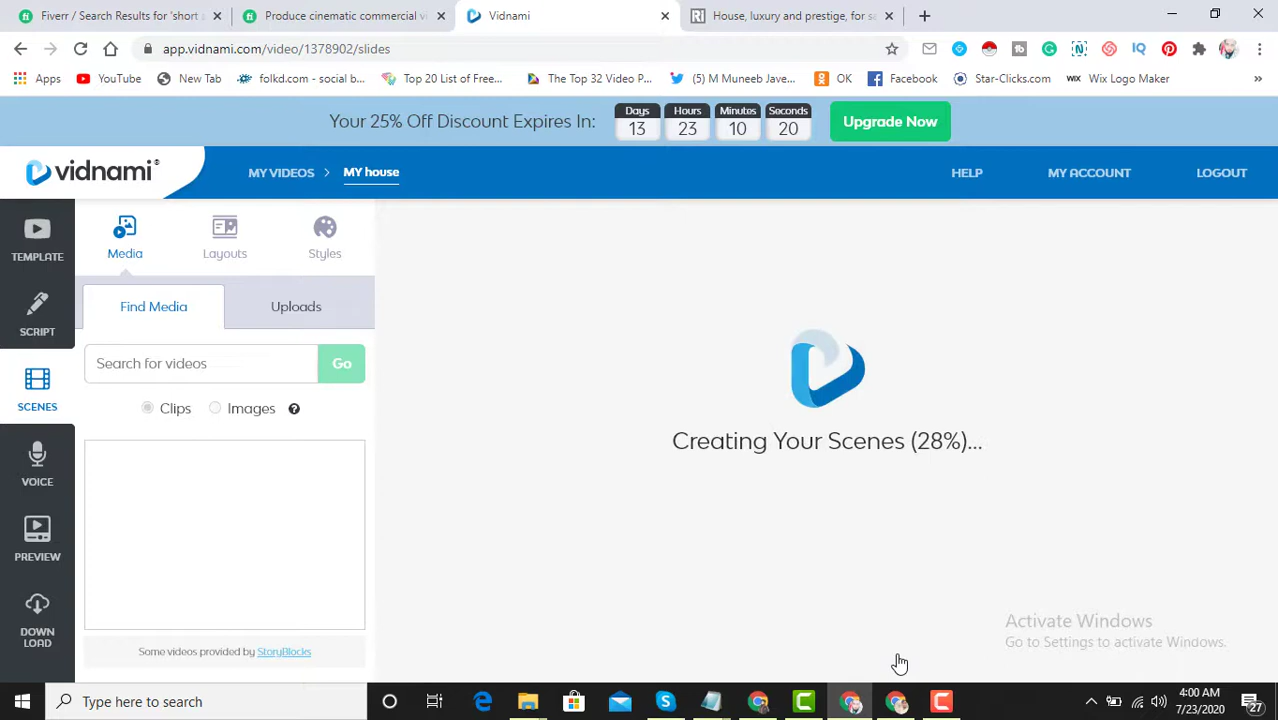 Fiverr / Search Results for 'short a
Produce cinematic commercial vi
Vidnami
House, luxury and prestige, for sa
app.vidnami.com/video/1378902/slides
Apps
YouTube
New Tab
folkd.com - social b...
Top 20 List of Free...
The Top 32 Video P...
(5) M Muneeb Jave...
OK
Facebook
Star-Clicks.com
WIX
Wix Logo Maker
»
Your 25% Off Discount Expires In:
Days
13
Hours
23
Minutes
10
Seconds
20
Upgrade Now
vidnami®
MY VIDEOS > MY house
HELP
MY ACCOUNT
LOGOUT
TEMPLATE
SCRIPT
SCENES
VOICE
PREVIEW
DOWN
LOAD
Media
Layouts
Styles
Find Media
Uploads
Search for videos
Go
Clips
Images
?
Some videos provided by StoryBlocks
Creating Your Scenes (28%)...
Activate Windows
Go to Settings to activate Windows.
Type here to search
4:00 AM
7/23/2020
27